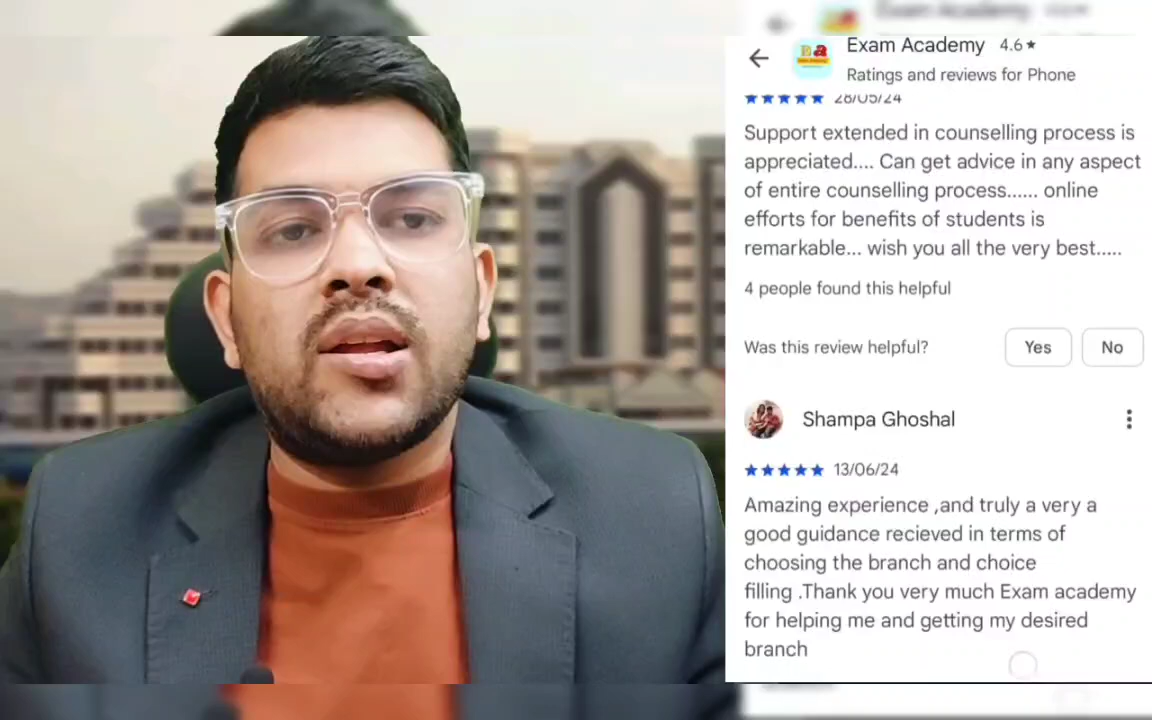 Exam Academy 4.6★
Ratings and reviews for Phone
★★★★★ 28/05/24
Support extended in counselling process is
appreciated.... Can get advice in any aspect
of entire counselling process...... online
efforts for benefits of students is
remarkable... wish you all the very best.....
4 people found this helpful
Was this review helpful? Yes No
Shampa Ghoshal
★★★★★ 13/06/24
Amazing experience ,and truly a very a
good guidance recieved in terms of
choosing the branch and choice
filling .Thank you very much Exam academy
for helping me and getting my desired
branch